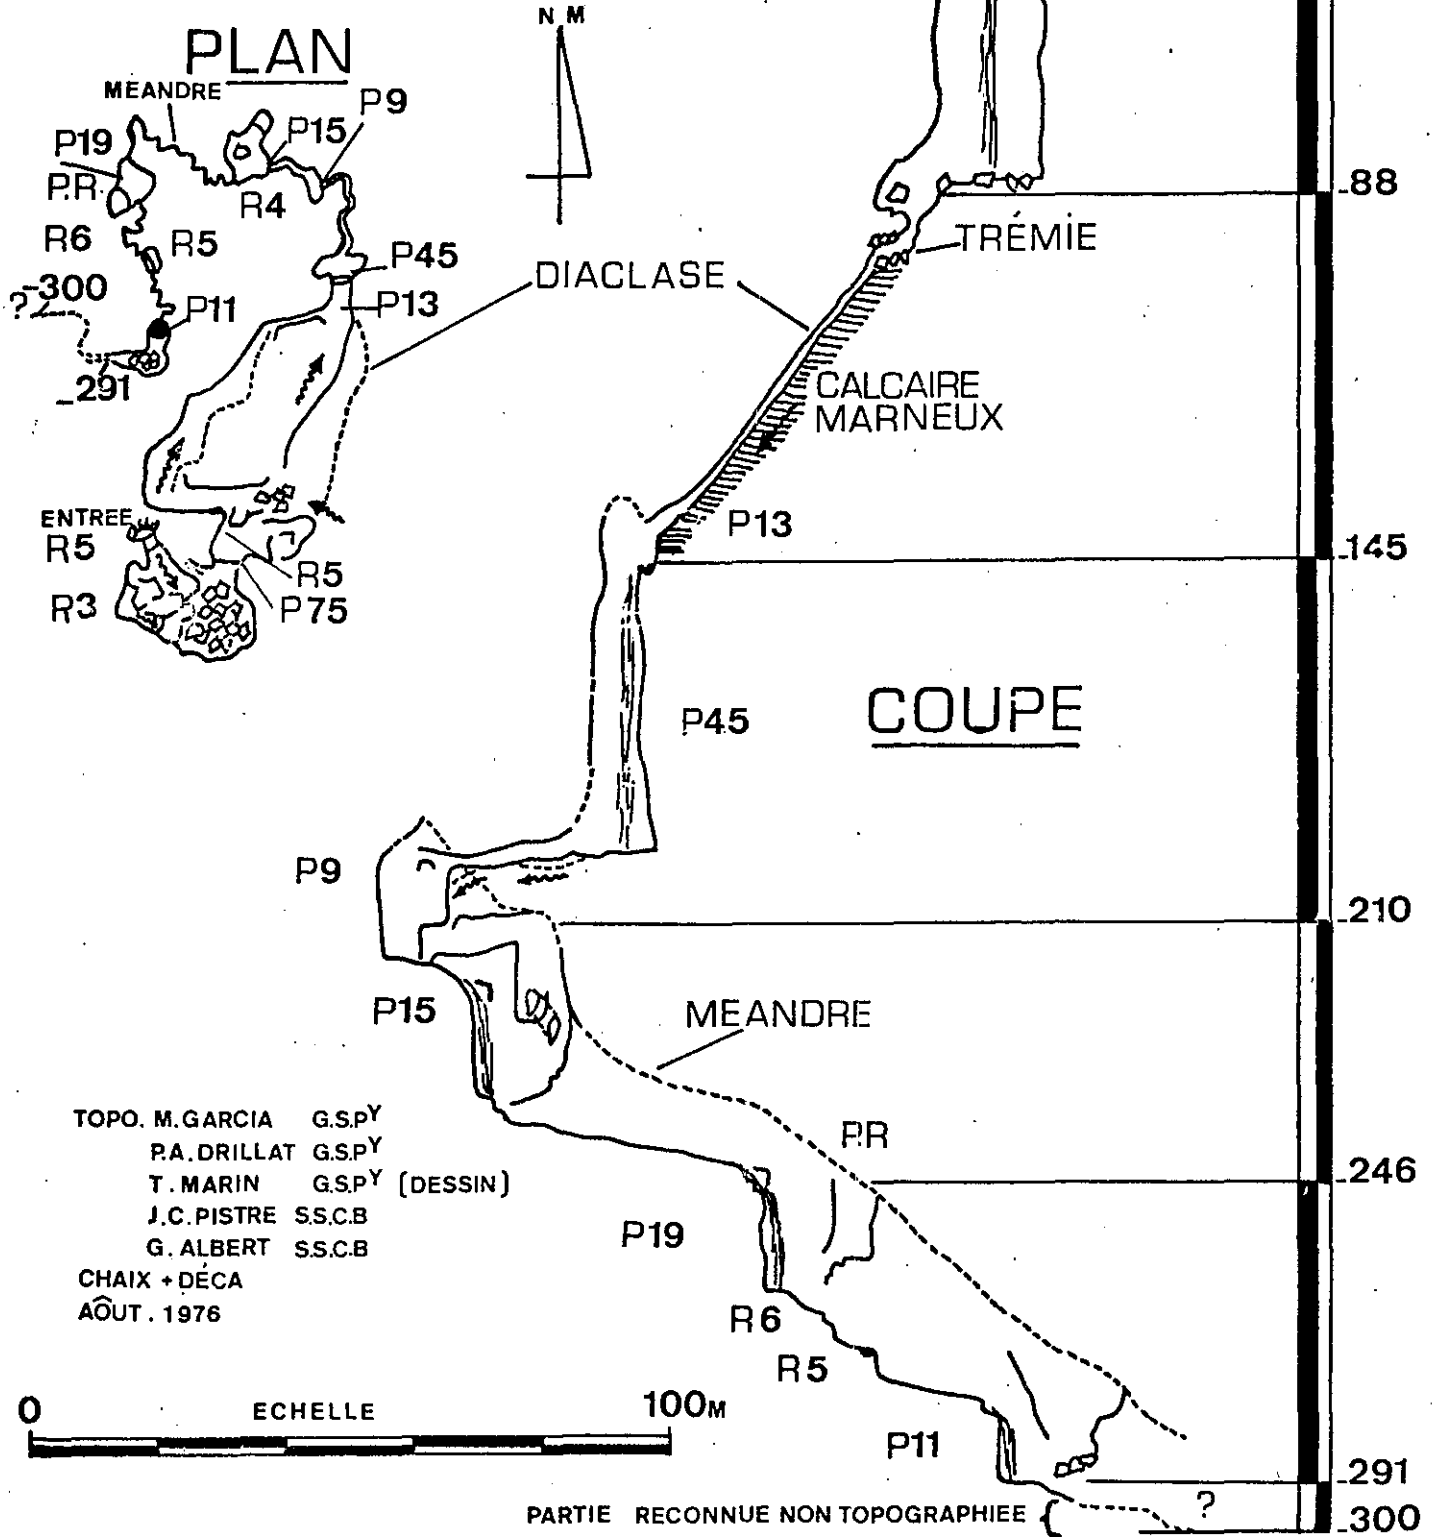 PLAN
N M
MEANDRE
P9
P15
P19
P.R
R4
R6
R5
P45
-300
?
P11
P13
-291
ENTREE
R5
R5
R3
P75
DIACLASE
-88
TRÉMIE
CALCAIRE
MARNEUX
P13
-145
P45
COUPE
P9
-210
P15
MEANDRE
P.R
-246
P19
R6
R5
P11
-291
?
-300
TOPO. M.GARCIA G.S.PY
P.A.DRILLAT G.S.PY
T.MARIN G.S.PY (DESSIN)
J.C.PISTRE S.S.C.B
G. ALBERT S.S.C.B
CHAIX + DÉCA
AOÛT. 1976
0 ECHELLE 100M
PARTIE RECONNUE NON TOPOGRAPHIEE